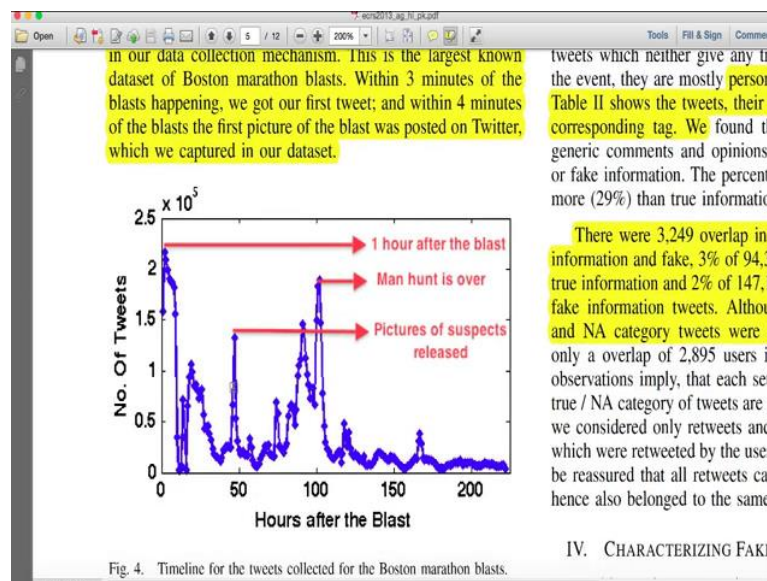 ecrs2013_ag_hl_pk.pdf
Open
5 / 12
200%
Tools Fill & Sign
in our data collection mechanism. This is the largest known
dataset of Boston marathon blasts. Within 3 minutes of the
blasts happening, we got our first tweet; and within 4 minutes
of the blasts the first picture of the blast was posted on Twitter,
which we captured in our dataset.
x 10^5
2.5
2
1.5
1
0.5
0
No. Of Tweets
1 hour after the blast
Man hunt is over
Pictures of suspects
released
0 50 100 150 200
Hours after the Blast
Fig. 4. Timeline for the tweets collected for the Boston marathon blasts.
tweets which neither give any
the event, they are mostly
Table II shows the tweets, their
corresponding tag. We found
generic comments and opinions
or fake information. The
more (29%) than true
There were 3,249 overlap in
information and fake, 3% of
true information and 2% of 147,
fake information tweets.
and NA category tweets were
only a overlap of 2,895 users
observations imply, that each
true / NA category of tweets are
we considered only retweets and
which were retweeted by the
be reassured that all retweets
hence also belonged to the same
IV. CHARACTERIZING